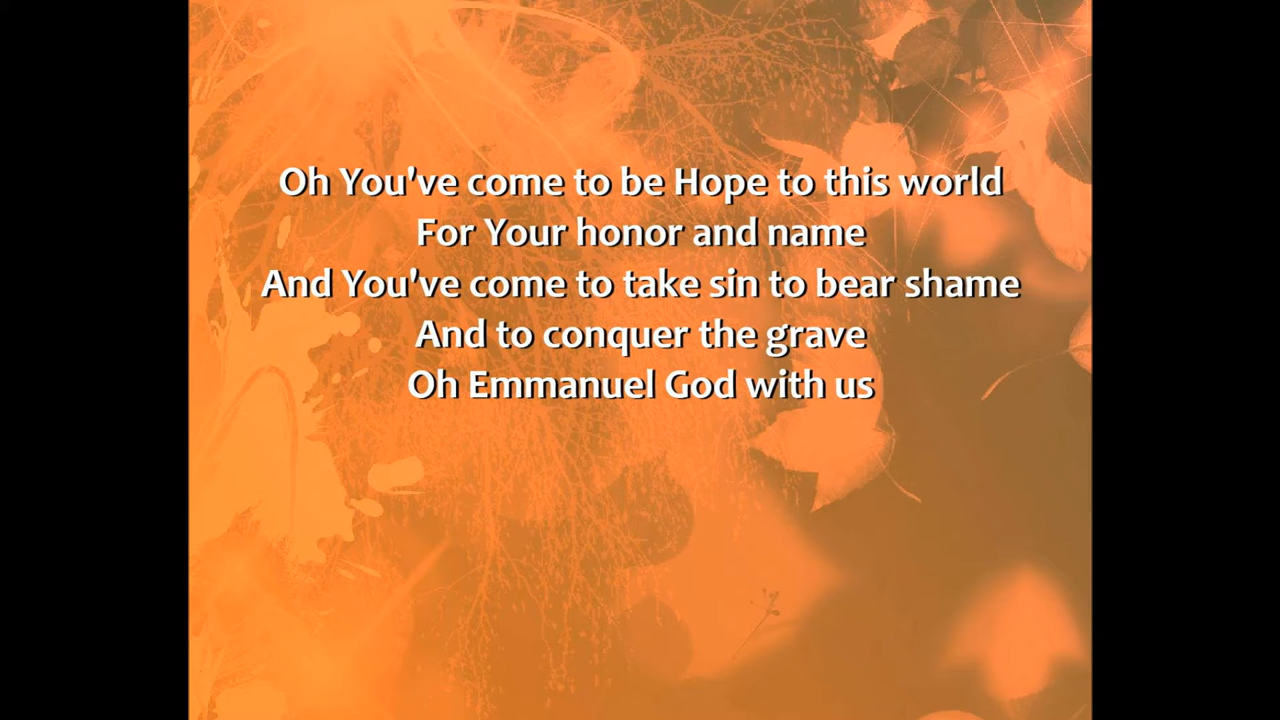 Oh You've come to be Hope to this world
For Your honor and name
And You've come to take sin to bear shame
And to conquer the grave
Oh Emmanuel God with us